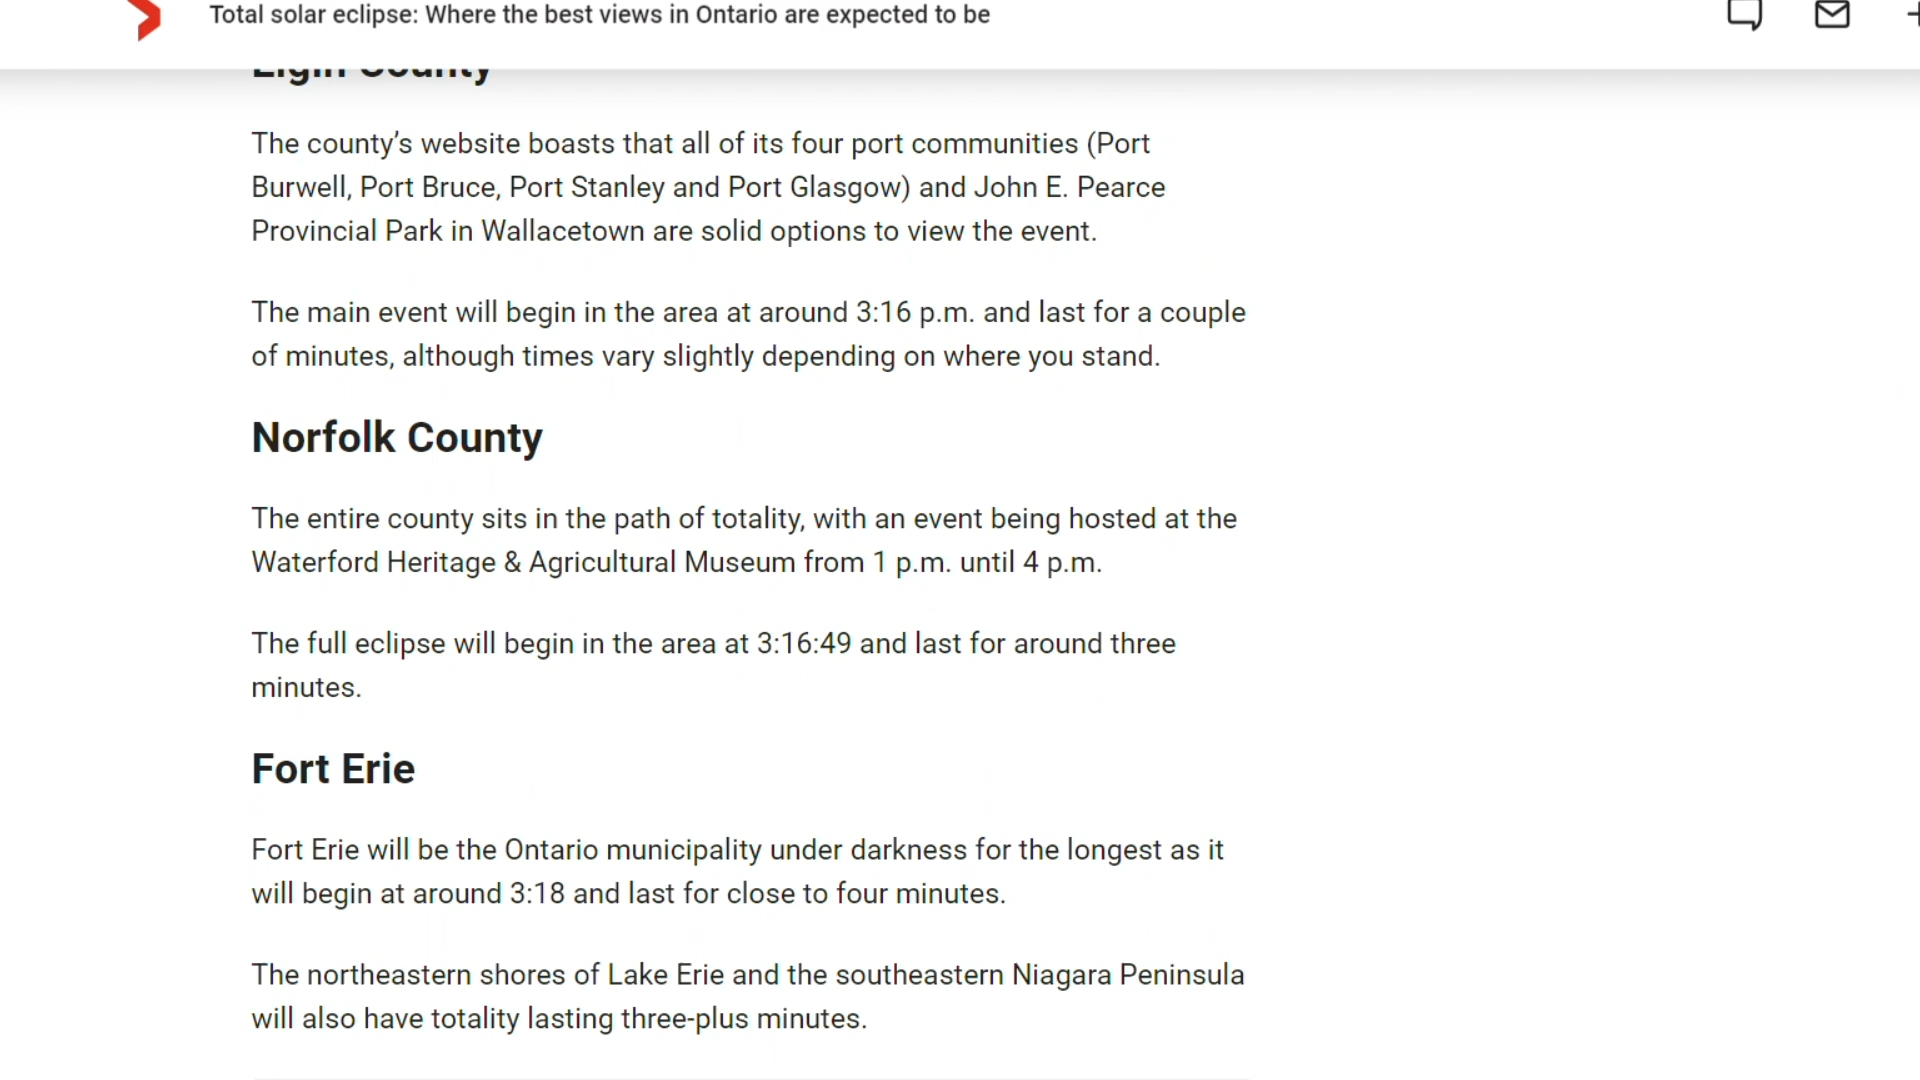 Total solar eclipse: Where the best views in Ontario are expected to be
Elgin County
The county’s website boasts that all of its four port communities (Port
Burwell, Port Bruce, Port Stanley and Port Glasgow) and John E. Pearce
Provincial Park in Wallacetown are solid options to view the event.
The main event will begin in the area at around 3:16 p.m. and last for a couple
of minutes, although times vary slightly depending on where you stand.
Norfolk County
The entire county sits in the path of totality, with an event being hosted at the
Waterford Heritage & Agricultural Museum from 1 p.m. until 4 p.m.
The full eclipse will begin in the area at 3:16:49 and last for around three
minutes.
Fort Erie
Fort Erie will be the Ontario municipality under darkness for the longest as it
will begin at around 3:18 and last for close to four minutes.
The northeastern shores of Lake Erie and the southeastern Niagara Peninsula
will also have totality lasting three-plus minutes.